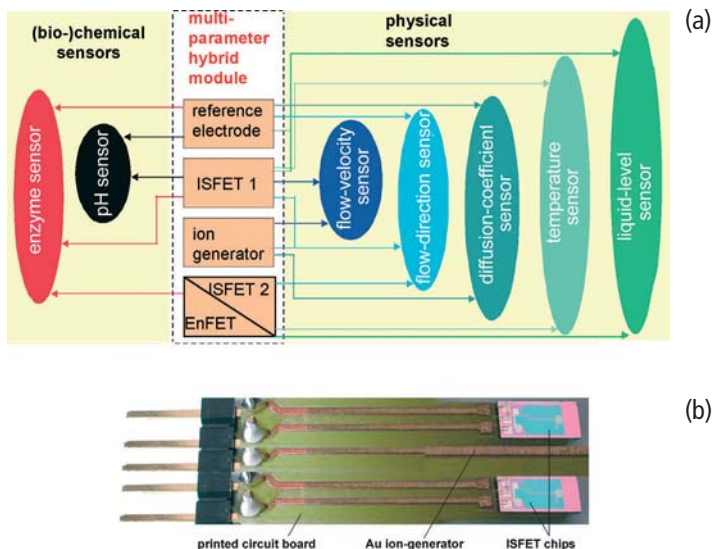 (a)
(bio-)chemical
sensors
multi-
parameter
hybrid
module
physical
sensors
enzyme sensor
pH sensor
reference
electrode
ISFET 1
ion
generator
ISFET 2
EnFET
flow-velocity
sensor
flow-direction sensor
diffusion-coefficient
sensor
temperature
sensor
liquid-level
sensor
(b)
printed circuit board
Au ion-generator
ISFET chips